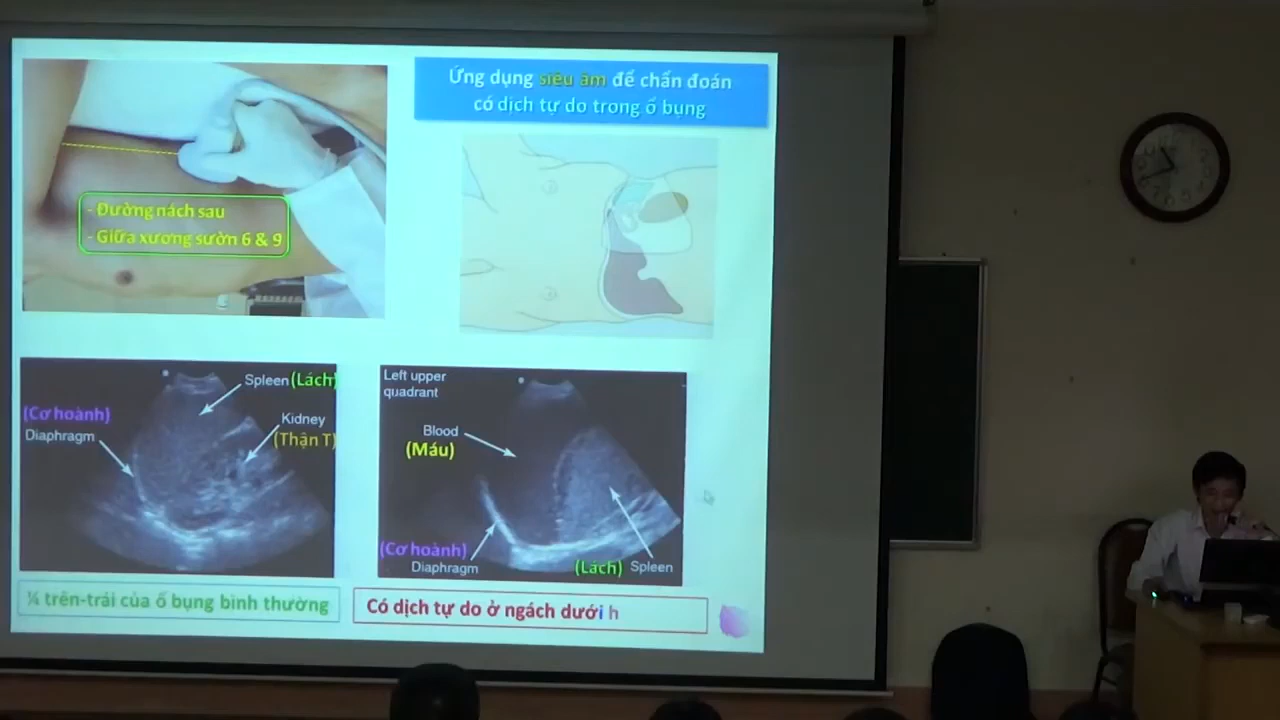 Ứng dụng siêu âm để chẩn đoán
có dịch tự do trong ổ bụng
- Đường nách sau
- Giữa xương sườn 6 & 9
Spleen (Lách)
(Cơ hoành)
Diaphragm
Kidney
(Thận T)
Left upper
quadrant
Blood
(Máu)
(Cơ hoành)
Diaphragm
(Lách) Spleen
¼ trên-trái của ổ bụng bình thường
Có dịch tự do ở ngách dưới h